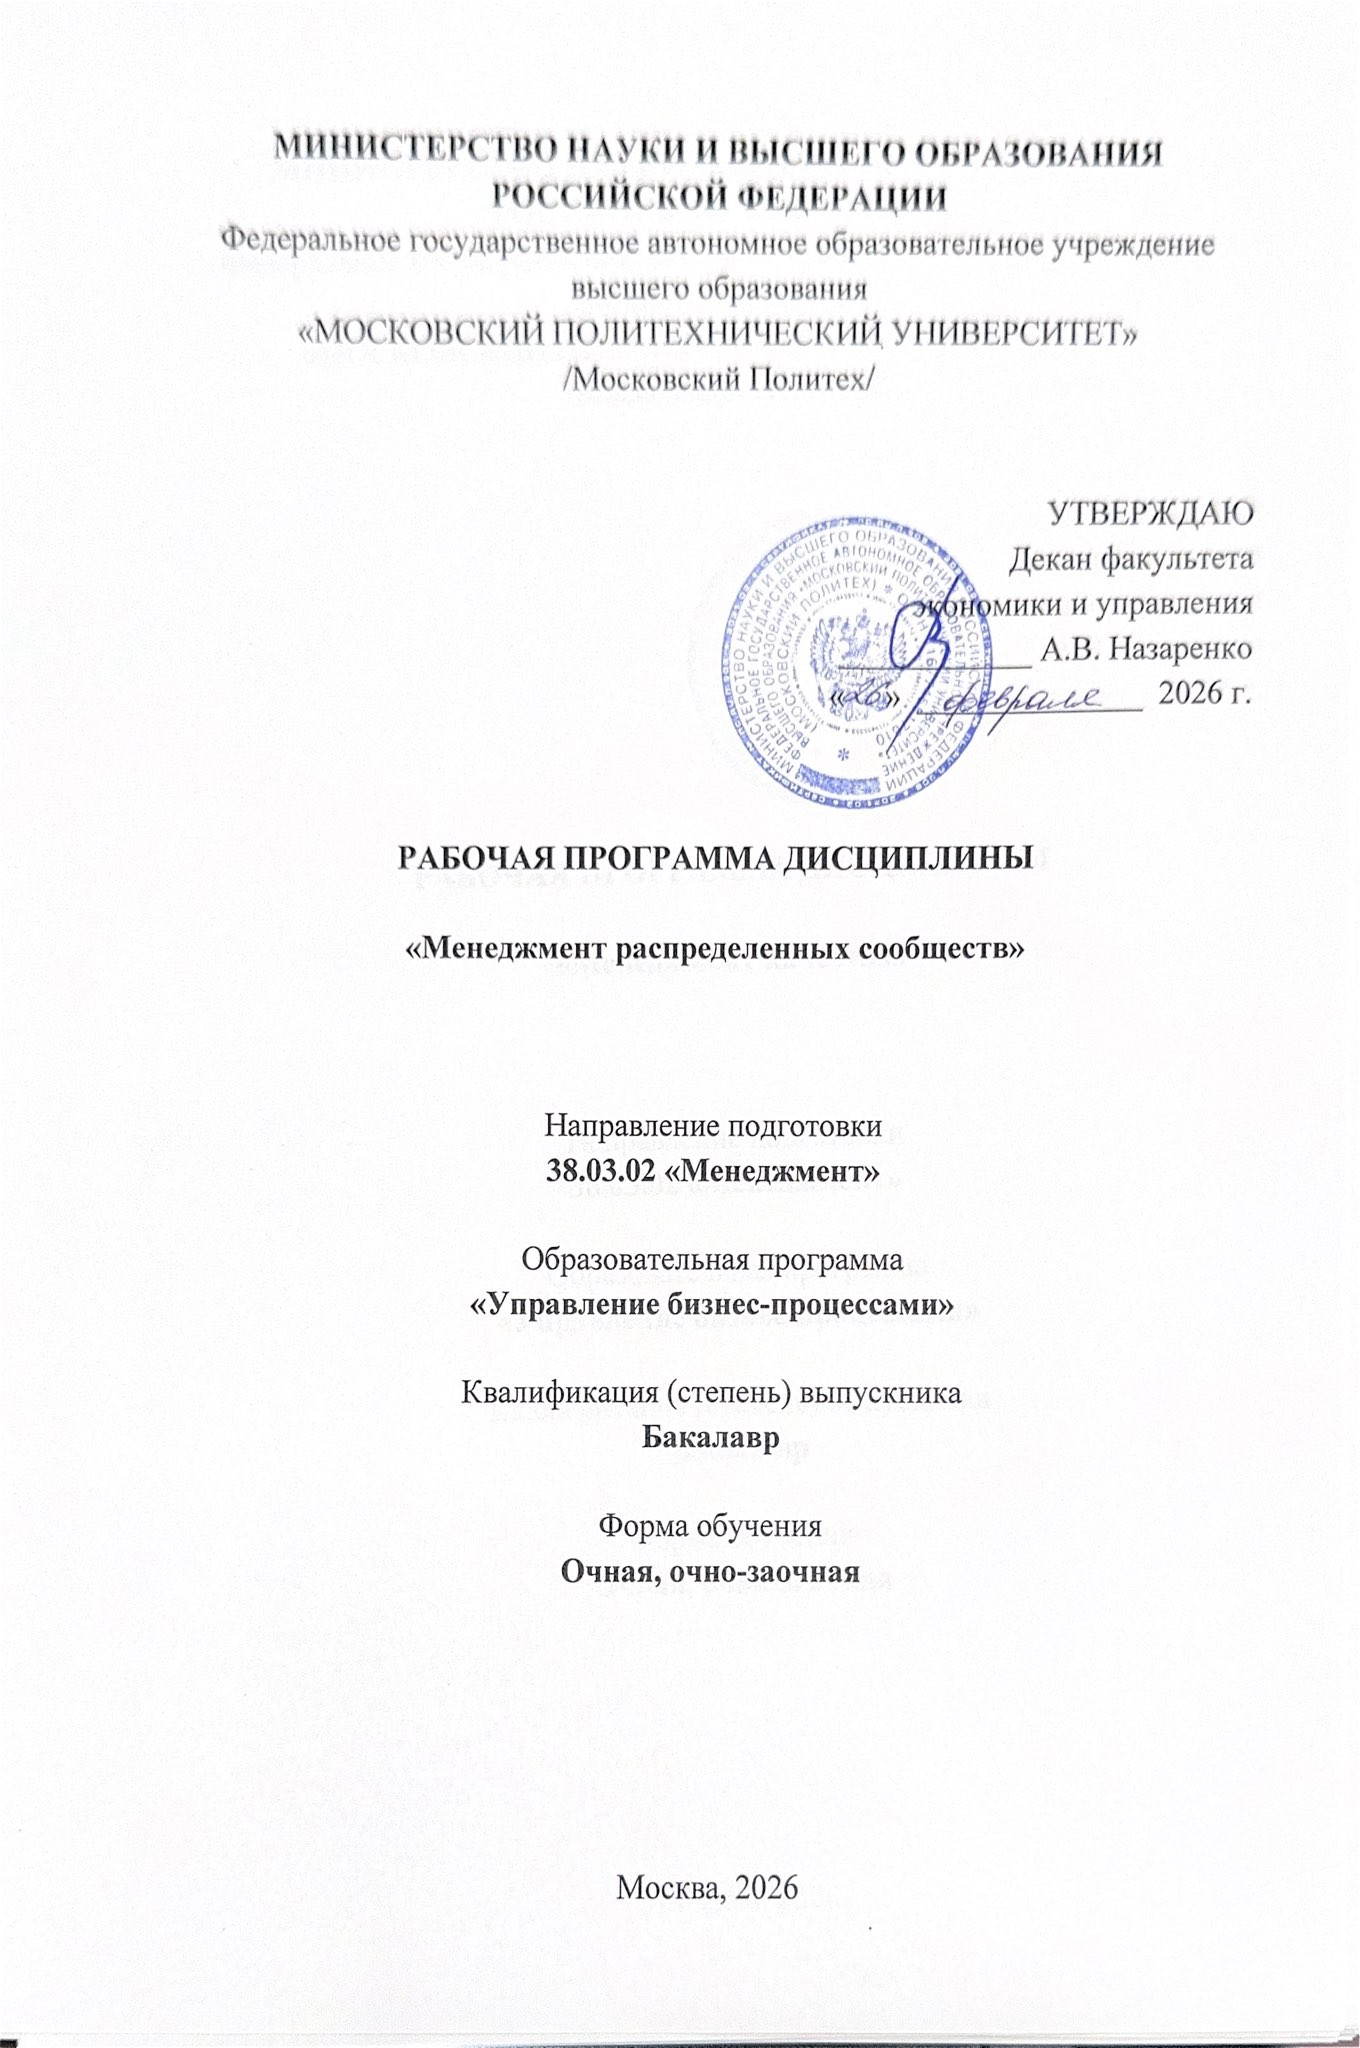 МИНИСТЕРСТВО НАУКИ И ВЫСШЕГО ОБРАЗОВАНИЯ
РОССИЙСКОЙ ФЕДЕРАЦИИ
Федеральное государственное автономное образовательное учреждение
высшего образования
«МОСКОВСКИЙ ПОЛИТЕХНИЧЕСКИЙ УНИВЕРСИТЕТ»
/Московский Политех/
УТВЕРЖДАЮ
Декан факультета
экономики и управления
А.В. Назаренко
«26» февраля 2026 г.
РАБОЧАЯ ПРОГРАММА ДИСЦИПЛИНЫ
«Менеджмент распределенных сообществ»
Направление подготовки
38.03.02 «Менеджмент»
Образовательная программа
«Управление бизнес-процессами»
Квалификация (степень) выпускника
Бакалавр
Форма обучения
Очная, очно-заочная
Москва, 2026